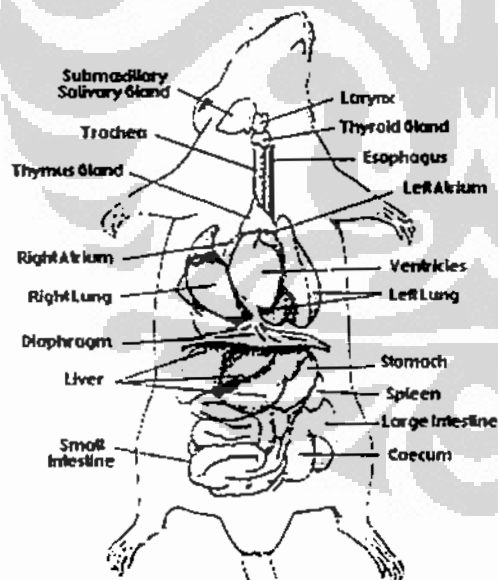 Submaxillary
Salivary Gland
Larynx
Thyroid Gland
Trachea
Esophagus
Thymus Gland
Left Atrium
Right Atrium
Ventricles
Right Lung
Left Lung
Diaphragm
Stomach
Liver
Spleen
Large Intestine
Small
Intestine
Caecum